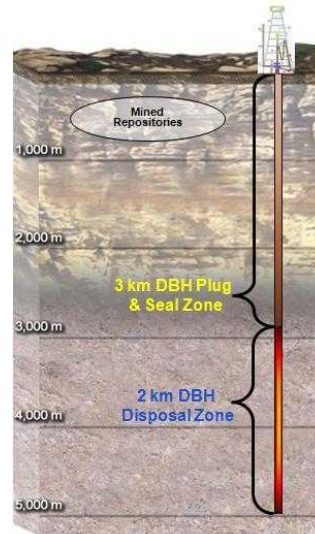 Mined
Repositories
1,000 m
2,000 m
3 km DBH Plug
& Seal Zone
3,000 m
2 km DBH
Disposal Zone
4,000 m
5,000 m